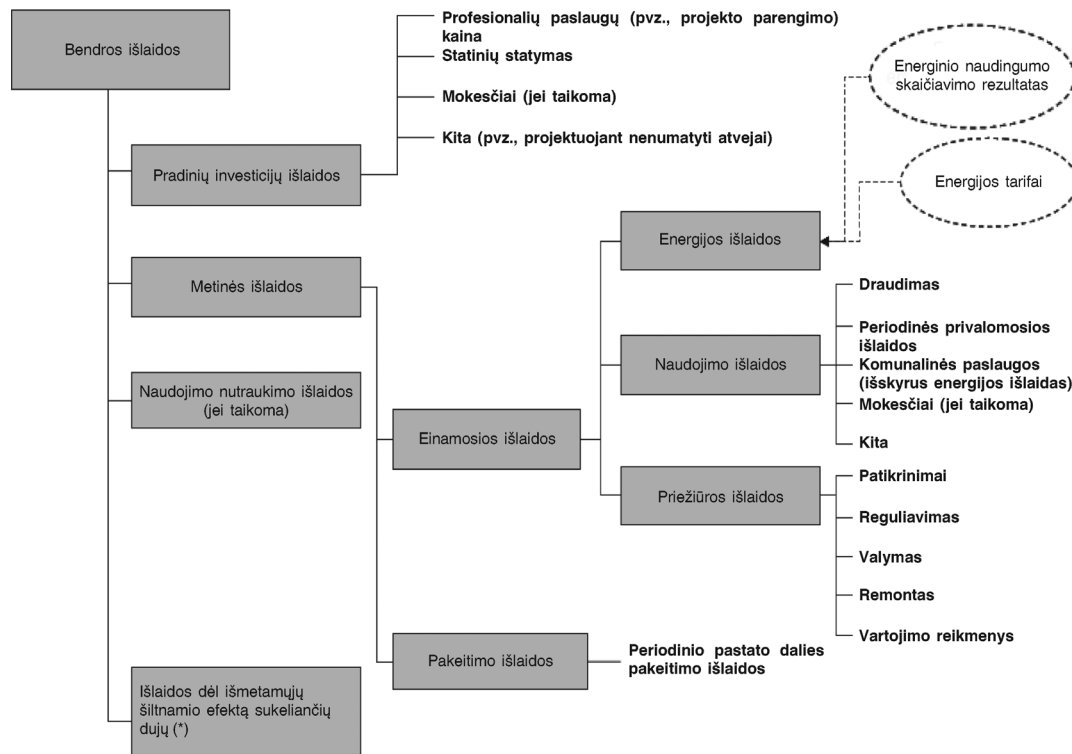 Bendros išlaidos
Profesionalių paslaugų (pvz., projekto parengimo)
kaina
Statinių statymas
Mokesčiai (jei taikoma)
Kita (pvz., projektuojant nenumatyti atvejai)
Pradinių investicijų išlaidos
Energinio naudingumo
skaičiavimo rezultatas
Energijos tarifai
Energijos išlaidos
Metinės išlaidos
Draudimas
Periodinės privalomosios
išlaidos
Naudojimo išlaidos
Komunalinės paslaugos
(išskyrus energijos išlaidas)
Mokesčiai (jei taikoma)
Kita
Naudojimo nutraukimo išlaidos
(jei taikoma)
Einamosios išlaidos
Priežiūros išlaidos
Patikrinimai
Reguliavimas
Valymas
Remontas
Vartojimo reikmenys
Pakeitimo išlaidos
Periodinio pastato dalies
pakeitimo išlaidos
Išlaidos dėl išmetamųjų
šiltnamio efektą sukeliančių
dujų (*)